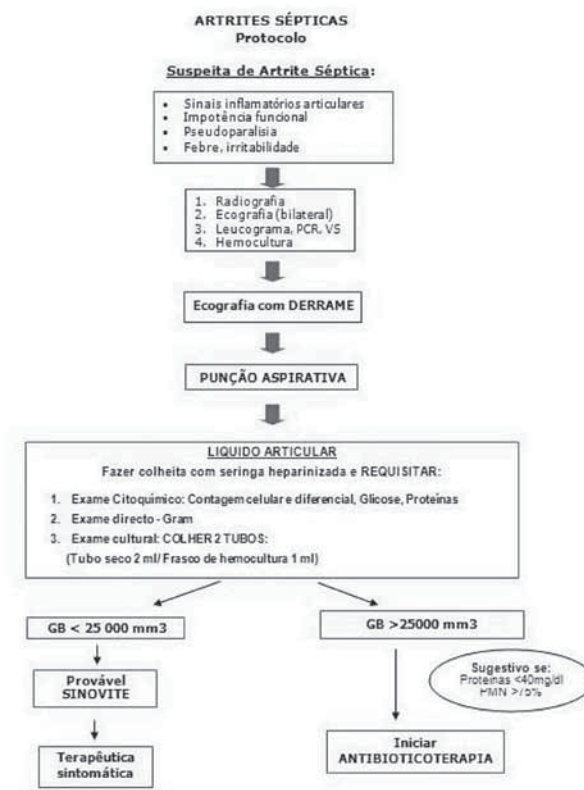 ARTRITES SÉPTICAS
Protocolo
Suspeita de Artrite Séptica:
• Sinais inflamatórios articulares
• Impotência funcional
• Pseudoparalisia
• Febre, irritabilidade
1. Radiografia
2. Ecografia (bilateral)
3. Leucograma, PCR, VS
4. Hemocultura
Ecografia com DERRAME
PUNÇÃO ASPIRATIVA
LIQUIDO ARTICULAR
Fazer colheita com seringa heparinizada e REQUISITAR:
1. Exame Citoquímico: Contagem celular e diferencial, Glicose, Proteínas
2. Exame directo - Gram
3. Exame cultural: COLHER 2 TUBOS:
(Tubo seco 2 ml/ Frasco de hemocultura 1 ml)
GB < 25 000 mm3
GB >25000 mm3
Sugestivo se:
Proteínas <40mg/dl
PMN >75%
Provável
SINOVITE
Terapêutica
sintomática
Iniciar
ANTIBIOTICOTERAPIA